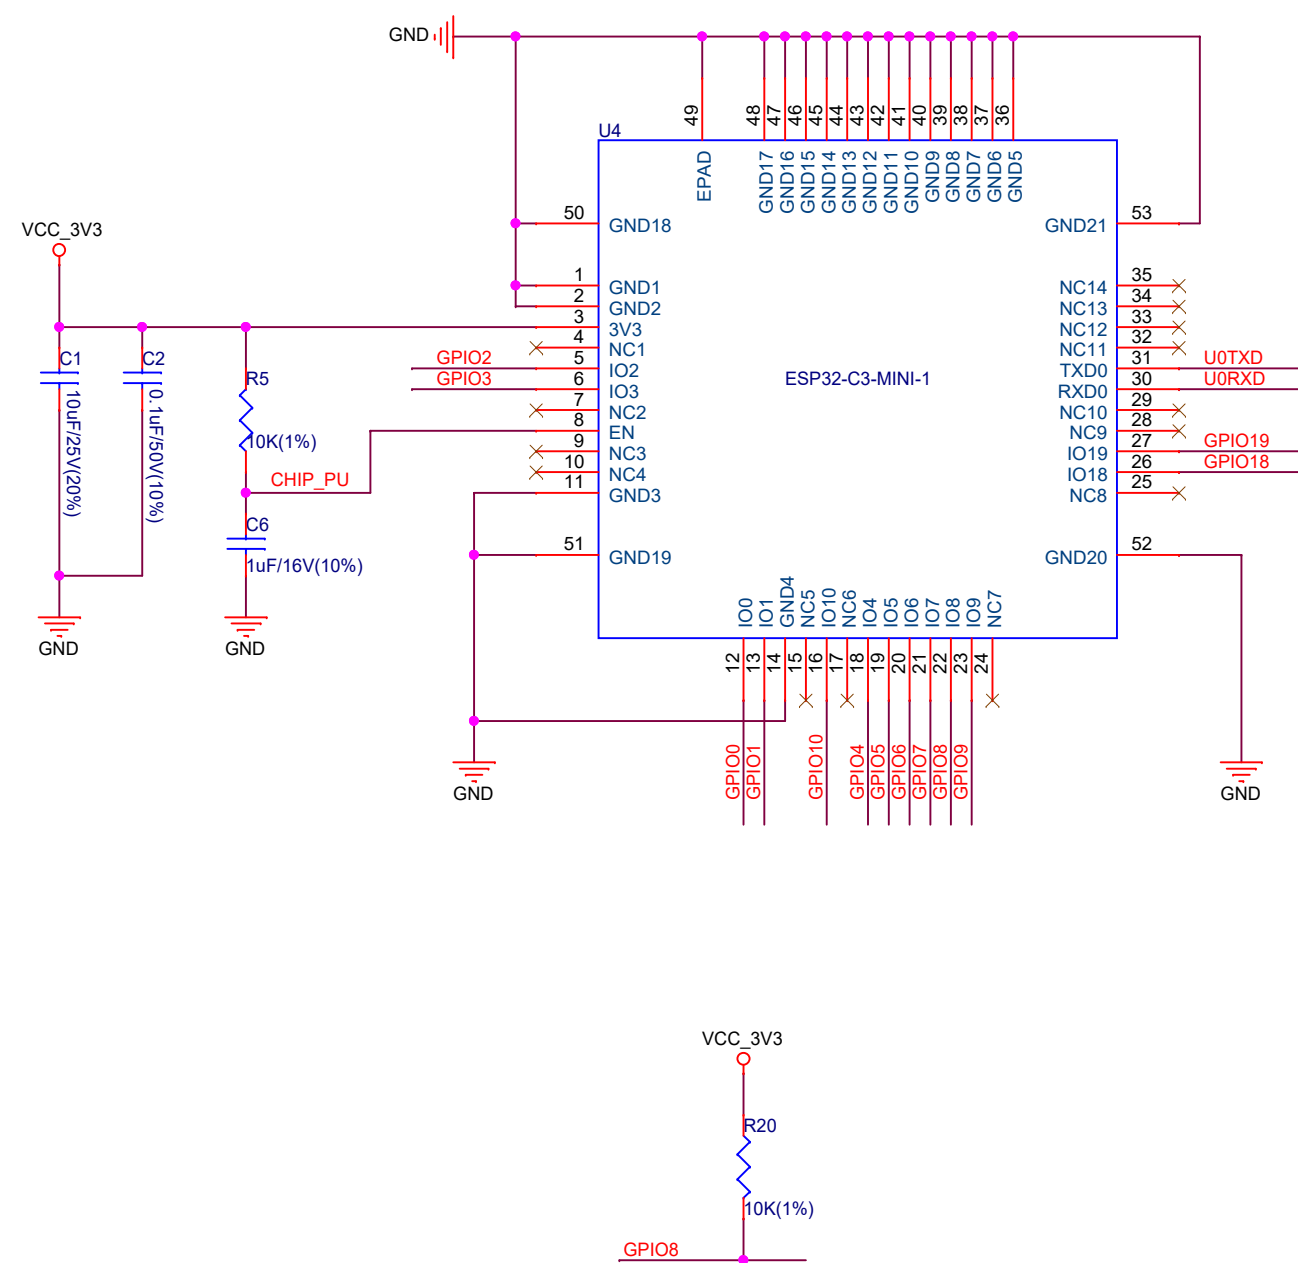 GND
49
48
47
46
45
44
43
42
41
40
39
38
37
36
U4
EPAD
GND17
GND16
GND15
GND14
GND13
GND12
GND11
GND10
GND9
GND8
GND7
GND6
GND5
50
GND18
GND21
53
VCC_3V3
1
GND1
2
GND2
3
3V3
4
NC1
GPIO2
5
IO2
GPIO3
6
IO3
7
NC2
8
EN
9
NC3
10
NC4
11
GND3
51
GND19
ESP32-C3-MINI-1
NC14
35
NC13
34
NC12
33
NC11
32
TXD0
31
U0TXD
RXD0
30
U0RXD
NC10
29
NC9
28
IO19
27
GPIO19
IO18
26
GPIO18
NC8
25
GND20
52
C1
10uF/25V(20%)
C2
0.1uF/50V(10%)
R5
10K(1%)
CHIP_PU
C6
1uF/16V(10%)
GND
GND
IO0
IO1
GND4
NC5
IO10
NC6
IO4
IO5
IO6
IO7
IO8
IO9
NC7
12
13
14
15
16
17
18
19
20
21
22
23
24
GPIO0
GPIO1
GPIO10
GPIO4
GPIO5
GPIO6
GPIO7
GPIO8
GPIO9
GND
GND
VCC_3V3
R20
10K(1%)
GPIO8